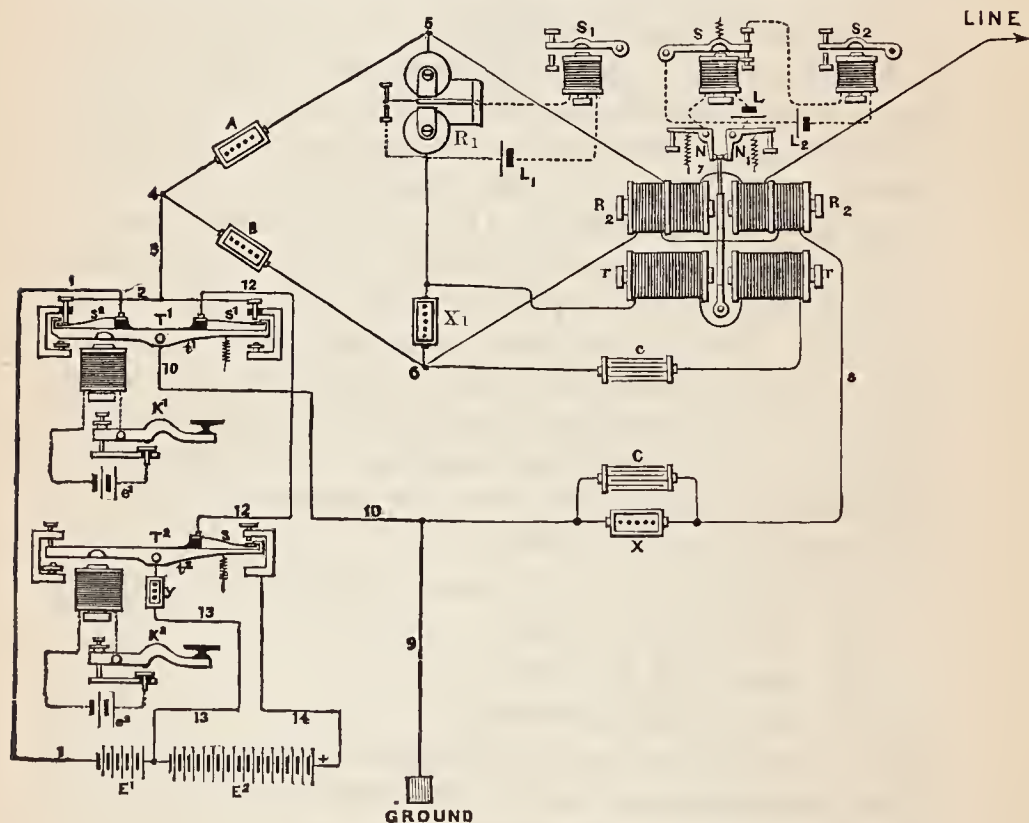 LINE
5
S₁
S
S₂
A
R₁
L
L₂
L₁
N
N₁
7
4
B
R₂
R₂
3
r
r
1
2
12
X₁
S²
T¹
S¹
t¹
6
c
8
10
K¹
e¹
C
12
10
X
T²
S
t²
Y
13
9
K²
e²
13
14
1
+
E¹
E²
GROUND